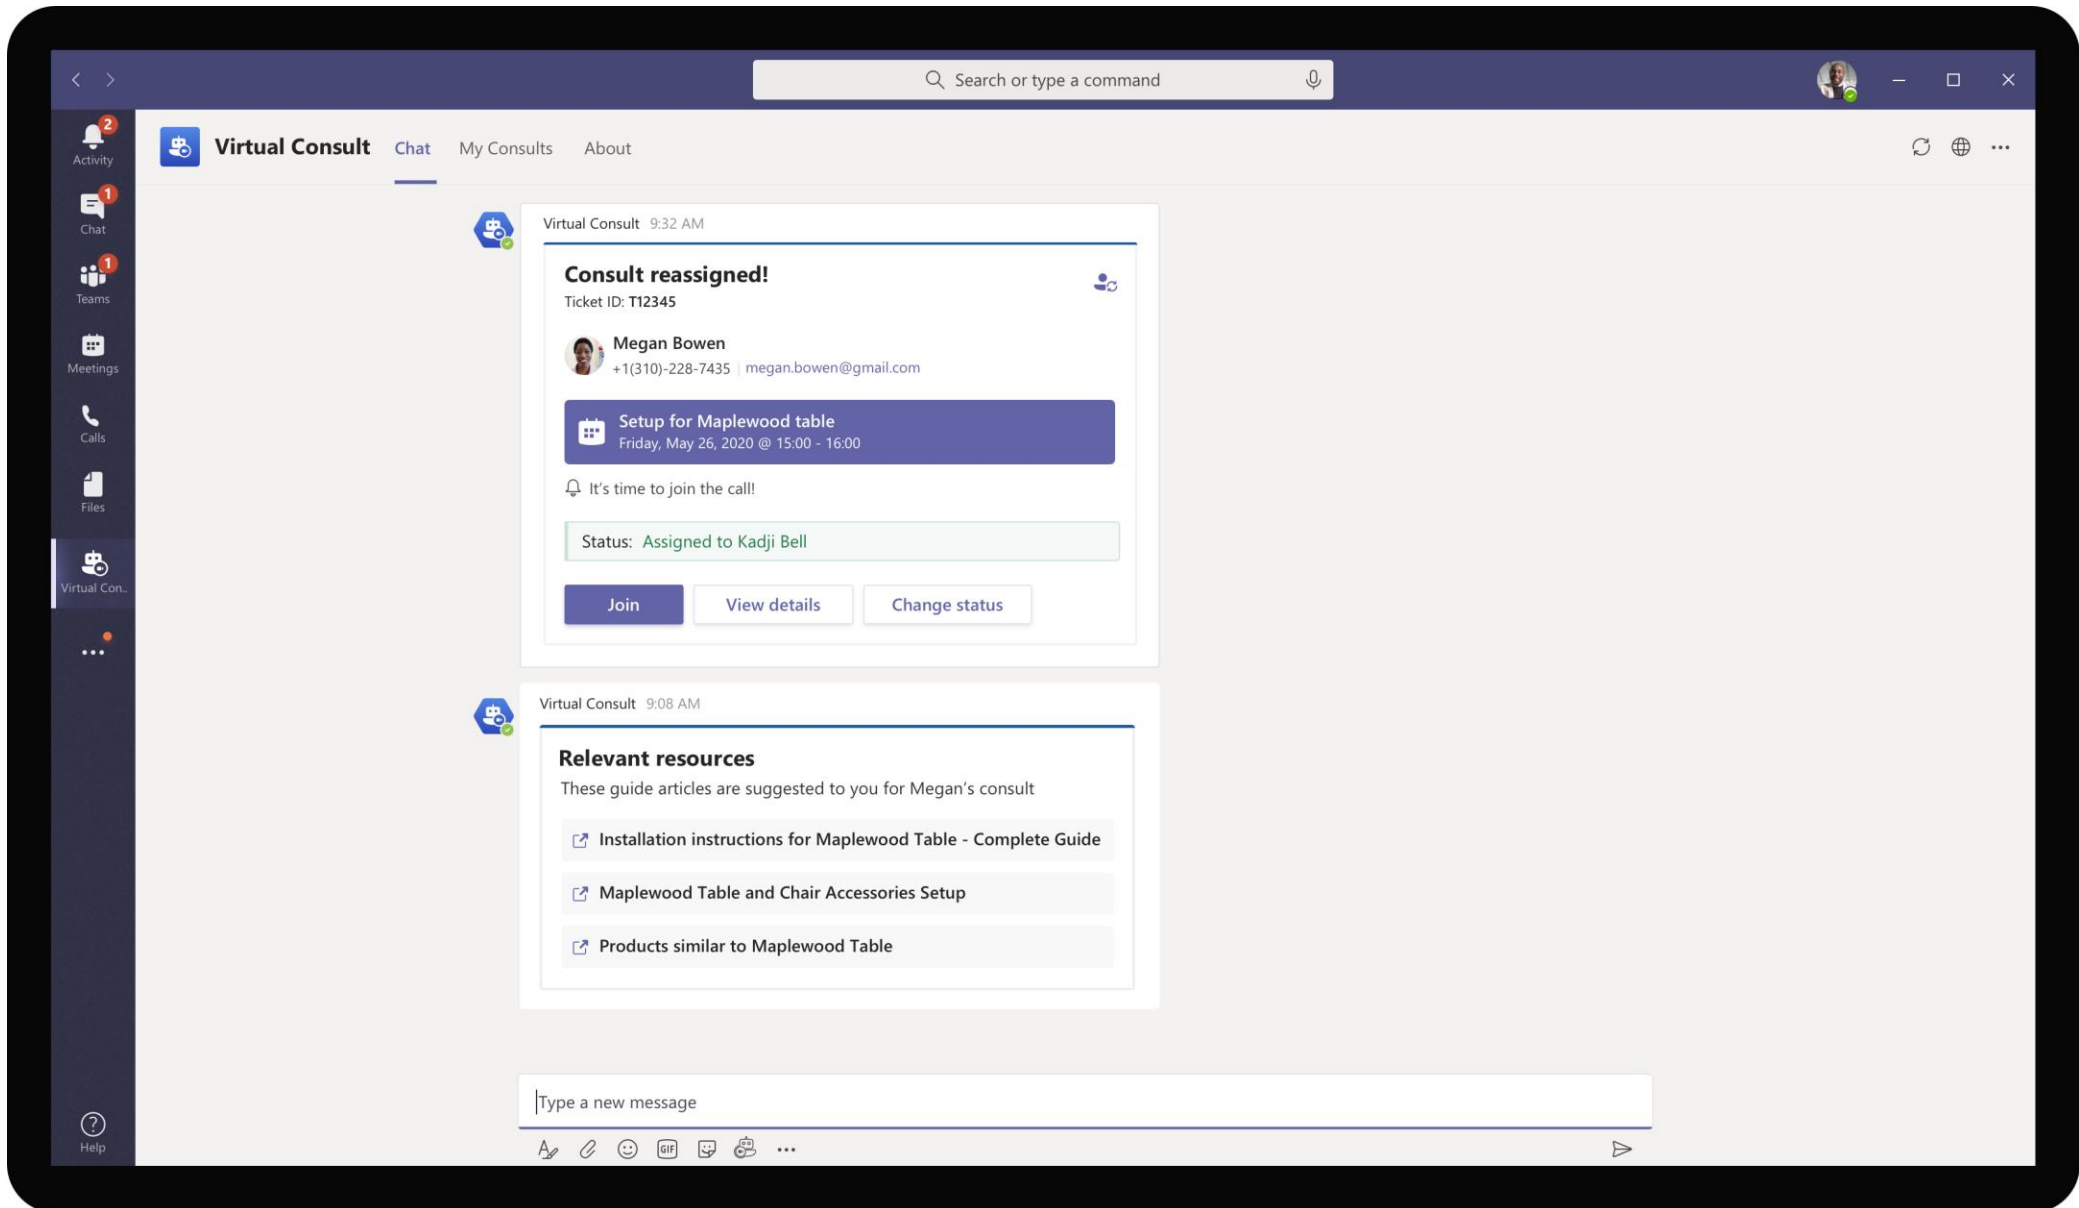 Search or type a command
2
Activity
1
Chat
1
Teams
Meetings
Calls
Files
Virtual Con..
Help
Virtual Consult Chat My Consults About
Virtual Consult 9:32 AM
Consult reassigned!
Ticket ID: T12345
Megan Bowen
+1(310)-228-7435 | megan.bowen@gmail.com
Setup for Maplewood table
Friday, May 26, 2020 @ 15:00 - 16:00
It's time to join the call!
Status: Assigned to Kadji Bell
Join View details Change status
Virtual Consult 9:08 AM
Relevant resources
These guide articles are suggested to you for Megan's consult
Installation instructions for Maplewood Table - Complete Guide
Maplewood Table and Chair Accessories Setup
Products similar to Maplewood Table
Type a new message
GIF